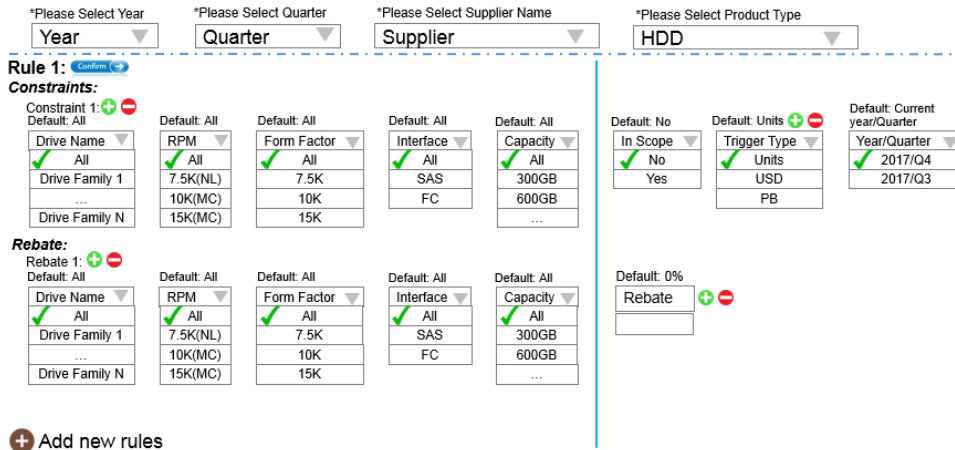 *Please Select Year *Please Select Quarter *Please Select Supplier Name *Please Select Product Type
Year Quarter Supplier HDD
Rule 1: Confirm
Constraints:
Constraint 1:
Default: All Default: All Default: All Default: All Default: All Default: No Default: Units Default: Current year/Quarter
Drive Name RPM Form Factor Interface Capacity In Scope Trigger Type Year/Quarter
All All All All All No Units 2017/Q4
Drive Family 1 7.5K(NL) 7.5K SAS 300GB Yes USD 2017/Q3
... 10K(MC) 10K FC 600GB PB
Drive Family N 15K(MC) 15K ...
Rebate:
Rebate 1:
Default: All Default: All Default: All Default: All Default: All Default: 0%
Drive Name RPM Form Factor Interface Capacity Rebate
All All All All All
Drive Family 1 7.5K(NL) 7.5K SAS 300GB
... 10K(MC) 10K FC 600GB
Drive Family N 15K(MC) 15K ...
Add new rules